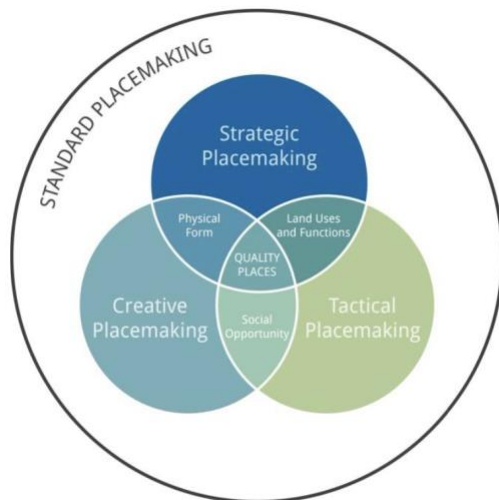 STANDARD PLACEMAKING
Strategic
Placemaking
Physical
Form
Land Uses
and Functions
QUALITY
PLACES
Creative
Placemaking
Social
Opportunity
Tactical
Placemaking